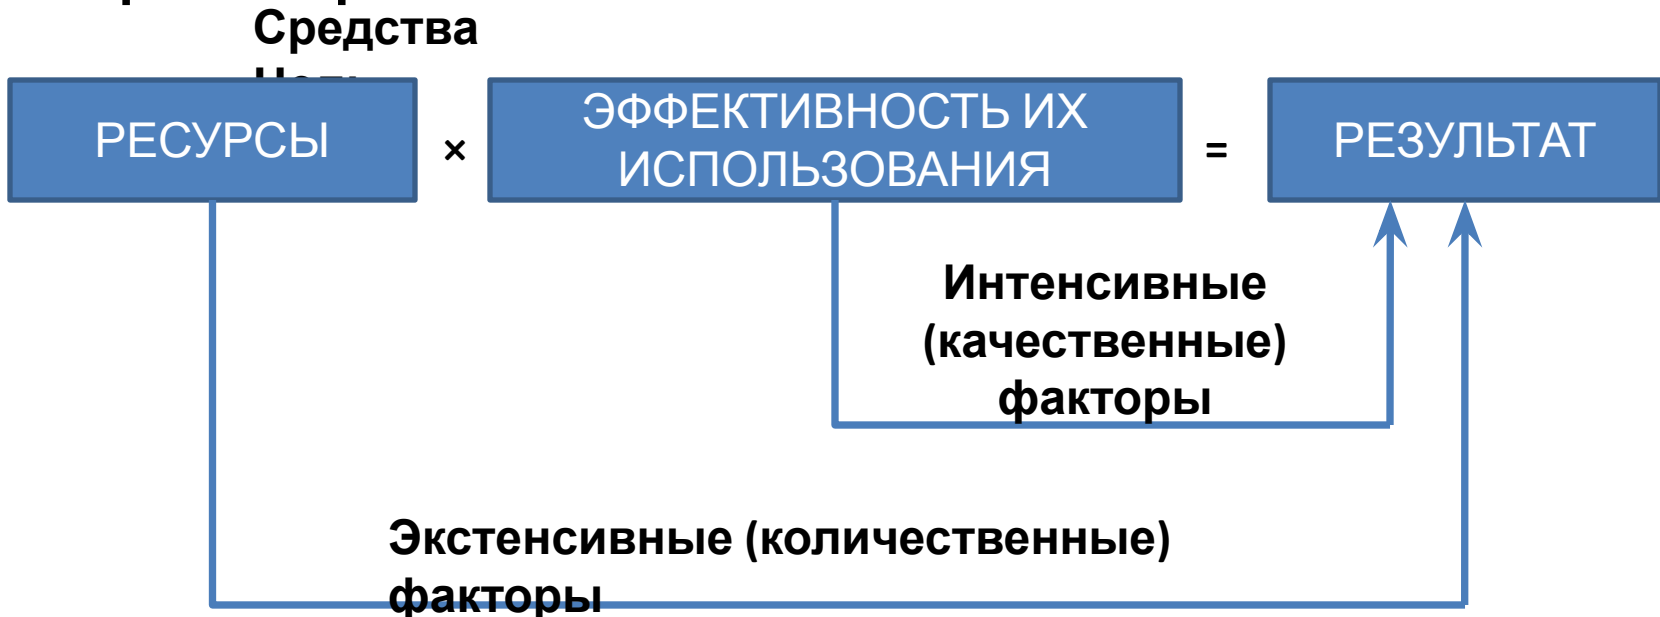 Средства
РЕСУРСЫ
×
ЭФФЕКТИВНОСТЬ ИХ
ИСПОЛЬЗОВАНИЯ
=
РЕЗУЛЬТАТ
Интенсивные
(качественные)
факторы
Экстенсивные (количественные)
факторы